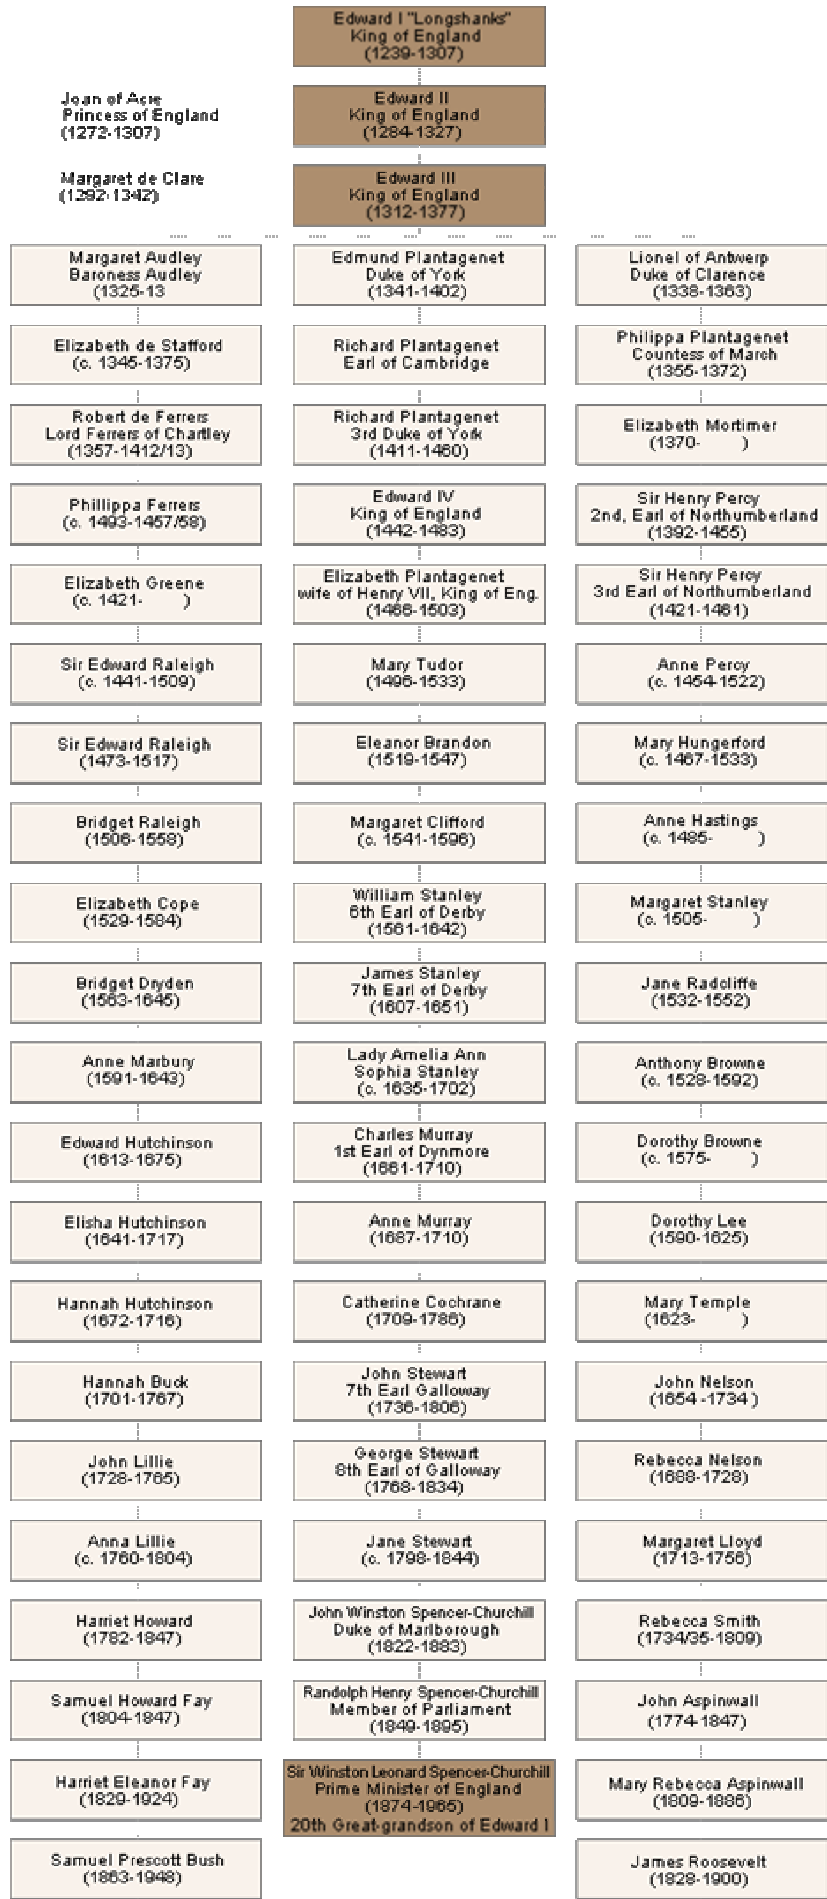 Edward I "Longshanks"
King of England
(1239-1307)
Joan of Acre
Princess of England
(1272-1307)
Edward II
King of England
(1284-1327)
Margaret de Clare
(1292-1342)
Edward III
King of England
(1312-1377)
Margaret Audley
Baroness Audley
(1325-13
Edmund Plantagenet
Duke of York
(1341-1402)
Lionel of Antwerp
Duke of Clarence
(1338-1363)
Elizabeth de Stafford
(c. 1345-1375)
Richard Plantagenet
Earl of Cambridge
Philippa Plantagenet
Countess of March
(1355-1372)
Robert de Ferrers
Lord Ferrers of Chartley
(1357-1412/13)
Richard Plantagenet
3rd Duke of York
(1411-1460)
Elizabeth Mortimer
(1370- )
Phillippa Ferrers
(c. 1493-1457/58)
Edward IV
King of England
(1442-1483)
Sir Henry Percy
2nd, Earl of Northumberland
(1392-1455)
Elizabeth Greene
(c. 1421- )
Elizabeth Plantagenet
wife of Henry VII, King of Eng.
(1466-1503)
Sir Henry Percy
3rd Earl of Northumberland
(1421-1461)
Sir Edward Raleigh
(c. 1441-1509)
Mary Tudor
(1496-1533)
Anne Percy
(c. 1454-1522)
Sir Edward Raleigh
(1473-1517)
Eleanor Brandon
(1519-1547)
Mary Hungerford
(c. 1467-1533)
Bridget Raleigh
(1506-1558)
Margaret Clifford
(c. 1541-1596)
Anne Hastings
(c. 1485- )
Elizabeth Cope
(1529-1584)
William Stanley
6th Earl of Derby
(1561-1642)
Margaret Stanley
(c. 1505- )
Bridget Dryden
(1563-1645)
James Stanley
7th Earl of Derby
(1607-1651)
Jane Radcliffe
(1532-1552)
Anne Marbury
(1591-1643)
Lady Amelia Ann
Sophia Stanley
(c. 1635-1702)
Anthony Browne
(c. 1528-1592)
Edward Hutchinson
(1613-1675)
Charles Murray
1st Earl of Dynmore
(1661-1710)
Dorothy Browne
(c. 1575- )
Elisha Hutchinson
(1641-1717)
Anne Murray
(1687-1710)
Dorothy Lee
(1590-1625)
Hannah Hutchinson
(1672-1716)
Catherine Cochrane
(1709-1786)
Mary Temple
(1623- )
Hannah Buck
(1701-1767)
John Stewart
7th Earl Galloway
(1736-1806)
John Nelson
(1654-1734)
John Lillie
(1728-1765)
George Stewart
8th Earl of Galloway
(1768-1834)
Rebecca Nelson
(1688-1728)
Anna Lillie
(c. 1760-1804)
Jane Stewart
(c. 1798-1844)
Margaret Lloyd
(1713-1756)
Harriet Howard
(1782-1847)
John Winston Spencer-Churchill
Duke of Marlborough
(1822-1883)
Rebecca Smith
(1734/35-1809)
Samuel Howard Fay
(1804-1847)
Randolph Henry Spencer-Churchill
Member of Parliament
(1849-1895)
John Aspinwall
(1774-1847)
Harriet Eleanor Fay
(1829-1924)
Sir Winston Leonard Spencer-Churchill
Prime Minister of England
(1874-1965)
20th Great-grandson of Edward I
Mary Rebecca Aspinwall
(1809-1886)
Samuel Prescott Bush
(1863-1948)
James Roosevelt
(1828-1900)